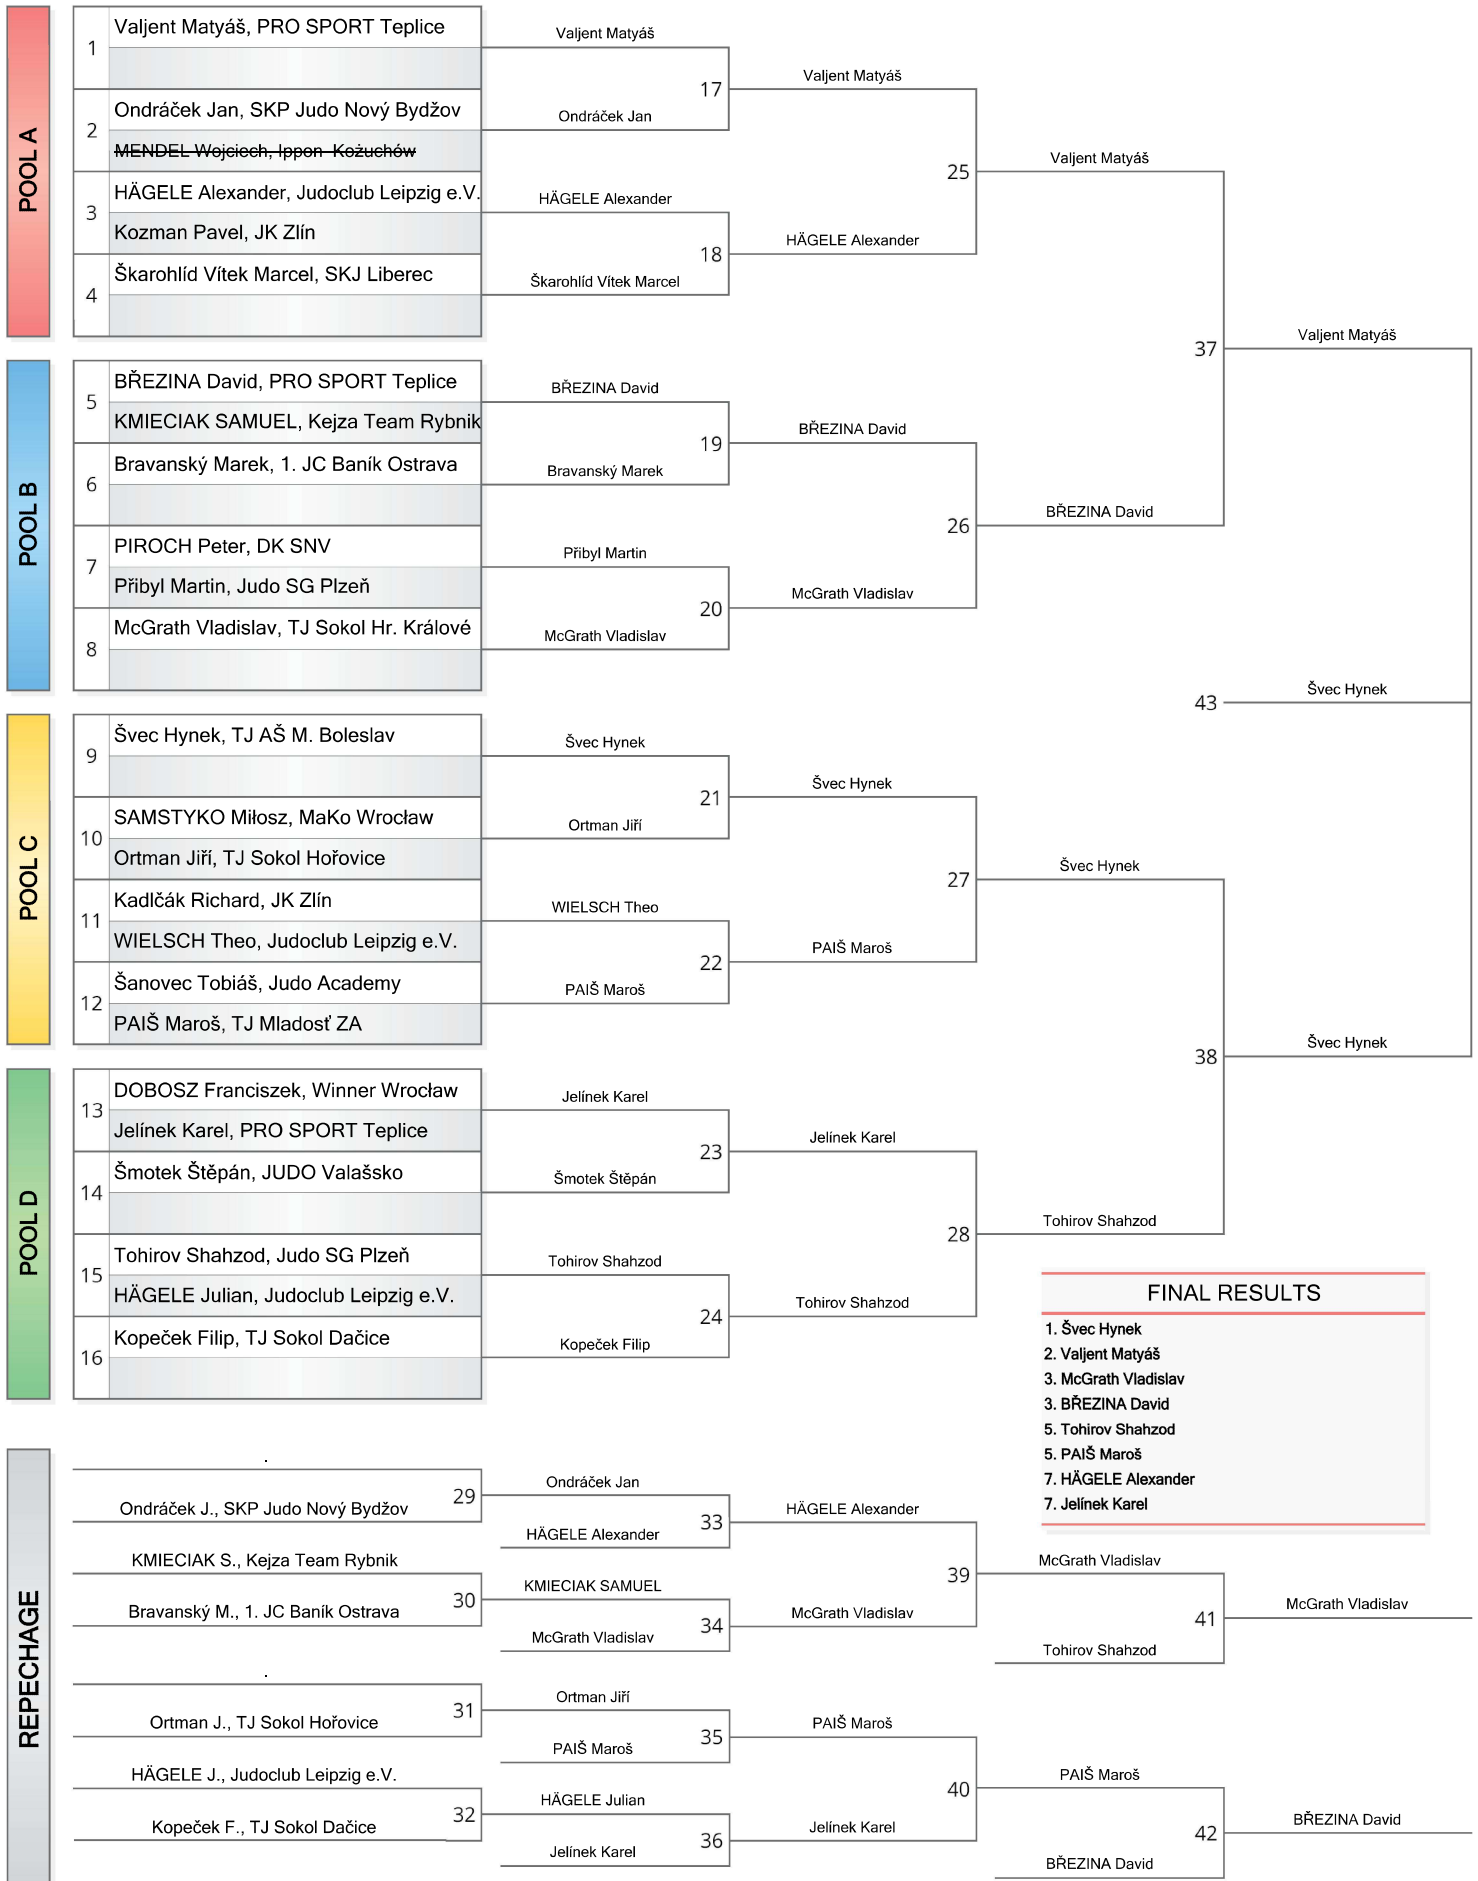 POOL A
1
Valjent Matyáš, PRO SPORT Teplice
2
Ondráček Jan, SKP Judo Nový Bydžov
MENDEL Wojciech, Ippon Kożuchów
3
HÄGELE Alexander, Judoclub Leipzig e.V.
Kozman Pavel, JK Zlín
4
Škarohlíd Vítek Marcel, SKJ Liberec
Valjent Matyáš
17
Ondráček Jan
HÄGELE Alexander
18
Škarohlíd Vítek Marcel
Valjent Matyáš
25
HÄGELE Alexander
Valjent Matyáš
POOL B
5
BŘEZINA David, PRO SPORT Teplice
KMIECIAK SAMUEL, Kejza Team Rybnik
6
Bravanský Marek, 1. JC Baník Ostrava
7
PIROCH Peter, DK SNV
Přibyl Martin, Judo SG Plzeň
8
McGrath Vladislav, TJ Sokol Hr. Králové
BŘEZINA David
19
Bravanský Marek
Přibyl Martin
20
McGrath Vladislav
BŘEZINA David
26
McGrath Vladislav
BŘEZINA David
37
Valjent Matyáš
43
Švec Hynek
POOL C
9
Švec Hynek, TJ AŠ M. Boleslav
10
SAMSTYKO Miłosz, MaKo Wrocław
Ortman Jiří, TJ Sokol Hořovice
11
Kadlčák Richard, JK Zlín
WIELSCH Theo, Judoclub Leipzig e.V.
12
Šanovec Tobiáš, Judo Academy
PAIŠ Maroš, TJ Mladosť ZA
Švec Hynek
21
Ortman Jiří
WIELSCH Theo
22
PAIŠ Maroš
Švec Hynek
27
PAIŠ Maroš
Švec Hynek
38
Švec Hynek
POOL D
13
DOBOSZ Franciszek, Winner Wrocław
Jelínek Karel, PRO SPORT Teplice
14
Šmotek Štěpán, JUDO Valašsko
15
Tohirov Shahzod, Judo SG Plzeň
HÄGELE Julian, Judoclub Leipzig e.V.
16
Kopeček Filip, TJ Sokol Dačice
Jelínek Karel
23
Šmotek Štěpán
Tohirov Shahzod
24
Kopeček Filip
Jelínek Karel
28
Tohirov Shahzod
Tohirov Shahzod
FINAL RESULTS
1. Švec Hynek
2. Valjent Matyáš
3. McGrath Vladislav
3. BŘEZINA David
5. Tohirov Shahzod
5. PAIŠ Maroš
7. HÄGELE Alexander
7. Jelínek Karel
REPECHAGE
.
29
Ondráček J., SKP Judo Nový Bydžov
KMIECIAK S., Kejza Team Rybnik
30
Bravanský M., 1. JC Baník Ostrava
.
31
Ortman J., TJ Sokol Hořovice
HÄGELE J., Judoclub Leipzig e.V.
32
Kopeček F., TJ Sokol Dačice
Ondráček Jan
33
HÄGELE Alexander
KMIECIAK SAMUEL
34
McGrath Vladislav
Ortman Jiří
35
PAIŠ Maroš
HÄGELE Julian
36
Jelínek Karel
HÄGELE Alexander
39
McGrath Vladislav
PAIŠ Maroš
40
Jelínek Karel
McGrath Vladislav
41
Tohirov Shahzod
PAIŠ Maroš
42
BŘEZINA David
McGrath Vladislav
BŘEZINA David